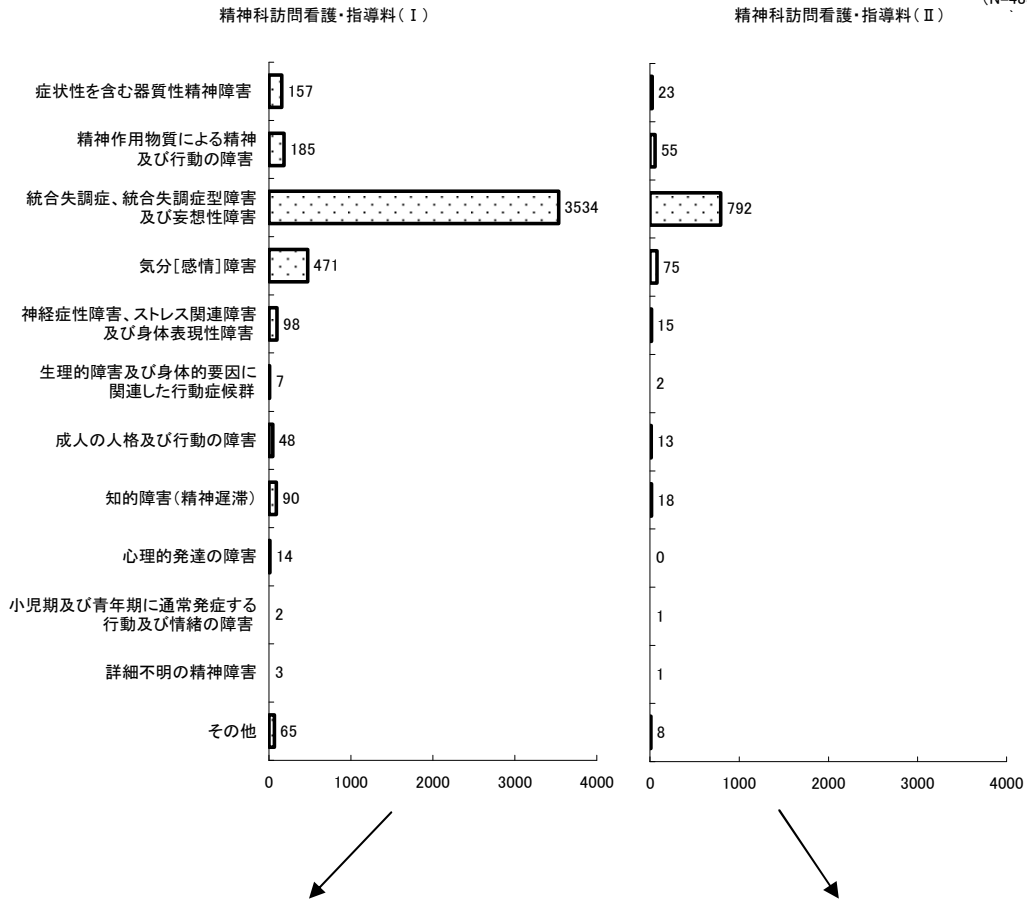 精神科訪問看護・指導料(Ⅰ)
精神科訪問看護・指導料(Ⅱ)
症状性を含む器質性精神障害
157
23
精神作用物質による精神
及び行動の障害
185
55
統合失調症、統合失調症型障害
及び妄想性障害
3534
792
気分[感情]障害
471
75
神経症性障害、ストレス関連障害
及び身体表現性障害
98
15
生理的障害及び身体的要因に
関連した行動症候群
7
2
成人の人格及び行動の障害
48
13
知的障害(精神遅滞)
90
18
心理的発達の障害
14
0
小児期及び青年期に通常発症する
行動及び情緒の障害
2
1
詳細不明の精神障害
3
1
その他
65
8
0 1000 2000 3000 4000
0 1000 2000 3000 4000